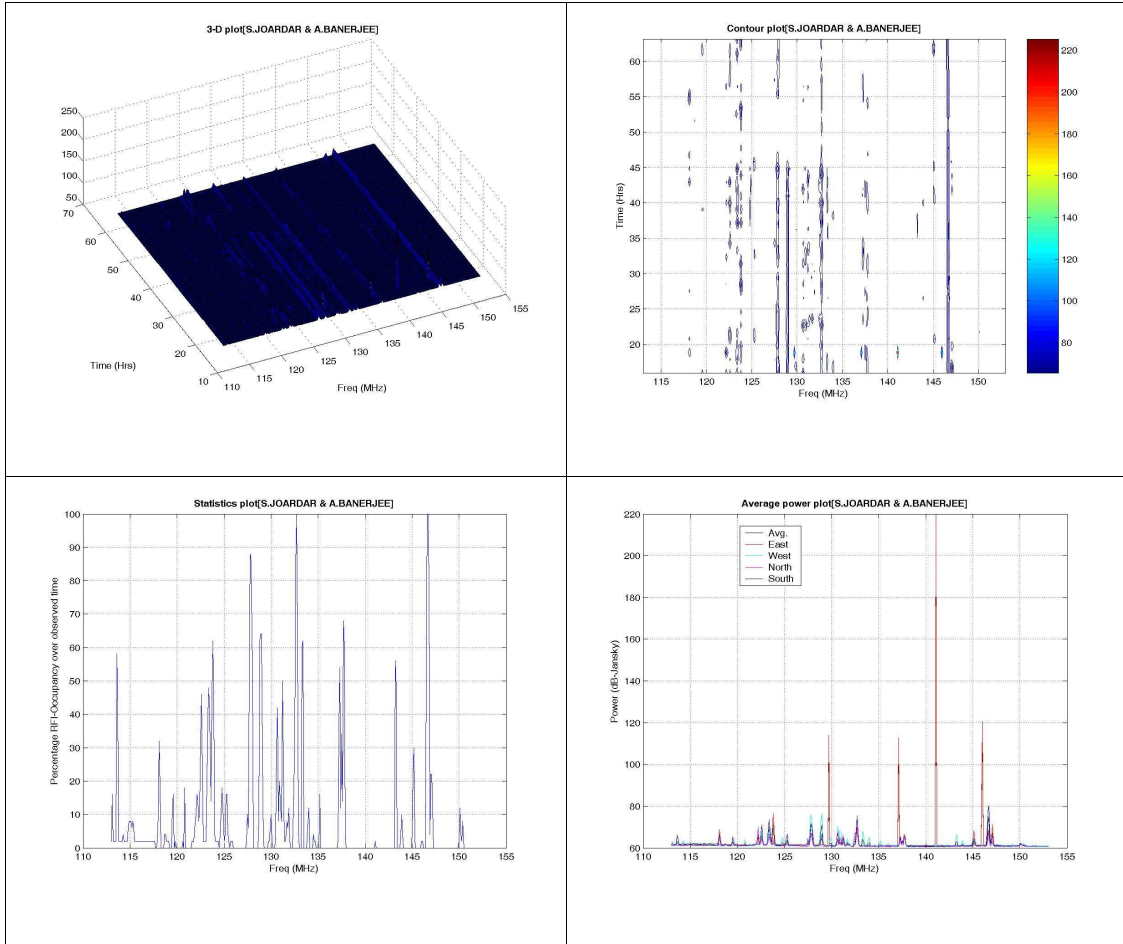 3-D plot[S.JOARDAR & A.BANERJEE]
250
200
150
100
50
70
60
50
40
30
20
10
Time (Hrs)
110
115
120
125
130
135
140
145
150
155
Freq (MHz)
Contour plot[S.JOARDAR & A.BANERJEE]
60
55
50
45
40
35
30
25
20
Time (Hrs)
115 120 125 130 135 140 145 150
Freq (MHz)
220
200
180
160
140
120
100
80
Statistics plot[S.JOARDAR & A.BANERJEE]
100
90
80
70
60
50
40
30
20
10
0
Percentage RFI-Occupancy over observed time
110 115 120 125 130 135 140 145 150 155
Freq (MHz)
Average power plot[S.JOARDAR & A.BANERJEE]
220
200
180
160
140
120
100
80
60
Power (dB-Jansky)
Avg.
East
West
North
South
110 115 120 125 130 135 140 145 150 155
Freq (MHz)